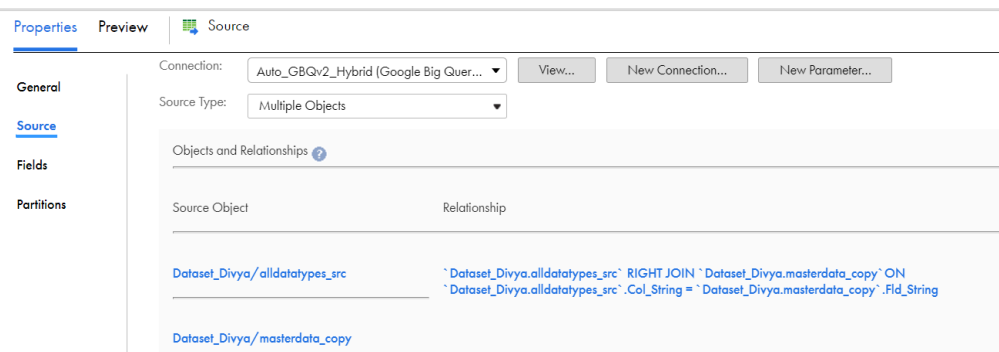 Properties Preview Source
Connection: Auto_GBQv2_Hybrid (Google Big Quer... View... New Connection... New Parameter...
General
Source Type: Multiple Objects
Source
Objects and Relationships ?
Fields
Partitions
Source Object Relationship
Dataset_Divya/alldatatypes_src `Dataset_Divya.alldatatypes_src` RIGHT JOIN `Dataset_Divya.masterdata_copy` ON
`Dataset_Divya.alldatatypes_src`.Col_String = `Dataset_Divya.masterdata_copy`.Fld_String
Dataset_Divya/masterdata_copy